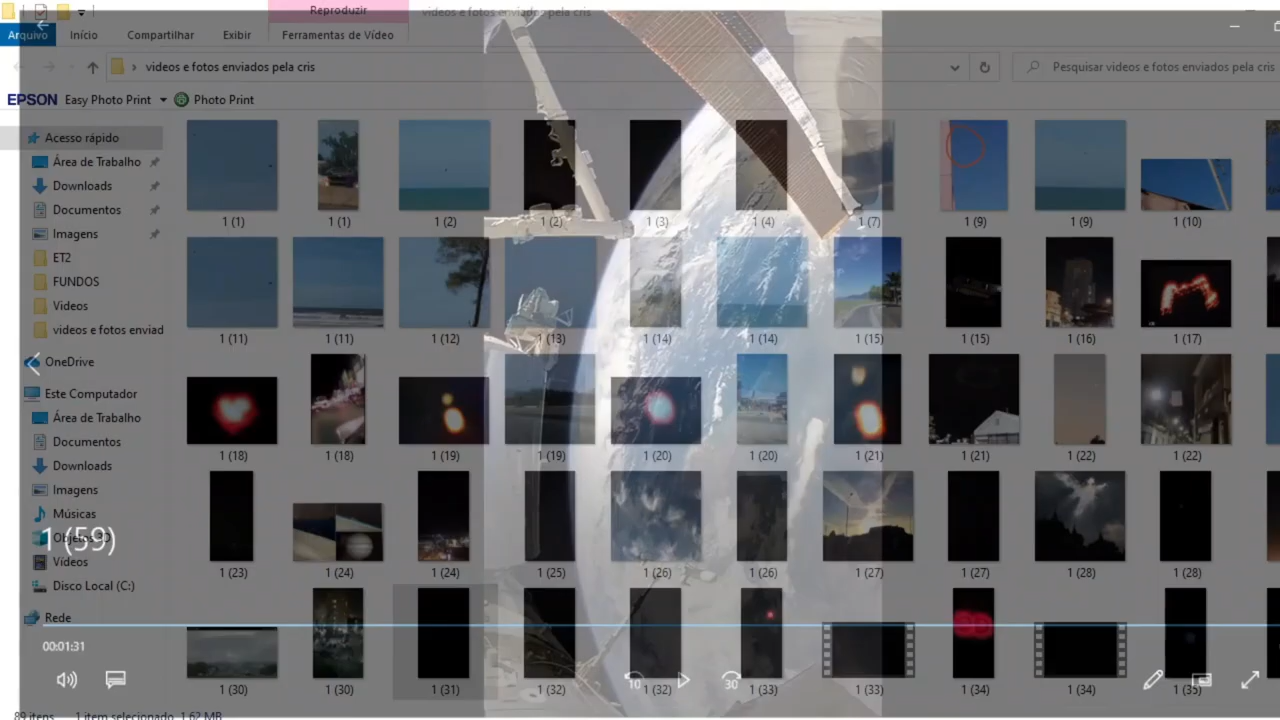 Reproduzir
videos e fotos enviados pela cris
Arquivo Início Compartilhar Exibir Ferramentas de Vídeo
videos e fotos enviados pela cris
Pesquisar videos e fotos enviados pela cris
EPSON Easy Photo Print Photo Print
Acesso rápido
Área de Trabalho
Downloads
Documentos
Imagens
ET2
FUNDOS
Videos
videos e fotos enviad
OneDrive
Este Computador
Área de Trabalho
Documentos
Downloads
Imagens
Músicas
Objetos 3D
Vídeos
Disco Local (C:)
Rede
1 (1) 1 (1) 1 (2) 1 (2) 1 (3) 1 (4) 1 (7) 1 (9) 1 (9) 1 (10)
1 (11) 1 (11) 1 (12) 1 (13) 1 (14) 1 (14) 1 (15) 1 (15) 1 (16) 1 (17)
1 (18) 1 (18) 1 (19) 1 (19) 1 (20) 1 (20) 1 (21) 1 (21) 1 (22) 1 (22)
1 (23) 1 (24) 1 (24) 1 (25) 1 (26) 1 (26) 1 (27) 1 (27) 1 (28) 1 (28)
1 (30) 1 (30) 1 (31) 1 (32) 1 (32) 1 (33) 1 (33) 1 (34) 1 (34) 1 (35)
1 (59)
00:01:31
10
30
89 itens 1 item selecionado 1,62 MB